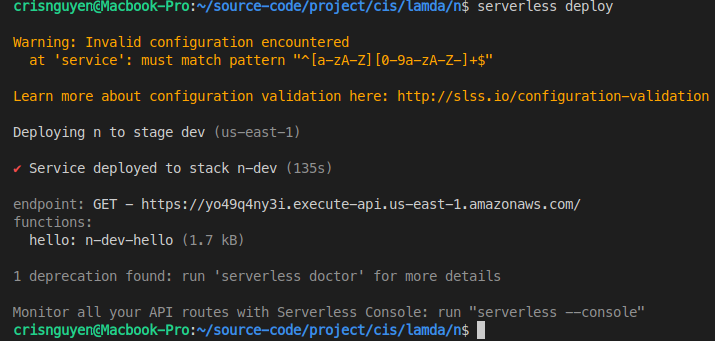 crisnguyen@Macbook-Pro:~/source-code/project/cis/lamda/n$ serverless deploy
Warning: Invalid configuration encountered
at 'service': must match pattern "^[a-zA-Z][0-9a-zA-Z-]+$"
Learn more about configuration validation here: http://slss.io/configuration-validation
Deploying n to stage dev (us-east-1)
✔ Service deployed to stack n-dev (135s)
endpoint: GET - https://yo49q4ny3i.execute-api.us-east-1.amazonaws.com/
functions:
hello: n-dev-hello (1.7 kB)
1 deprecation found: run 'serverless doctor' for more details
Monitor all your API routes with Serverless Console: run "serverless --console"
crisnguyen@Macbook-Pro:~/source-code/project/cis/lamda/n$